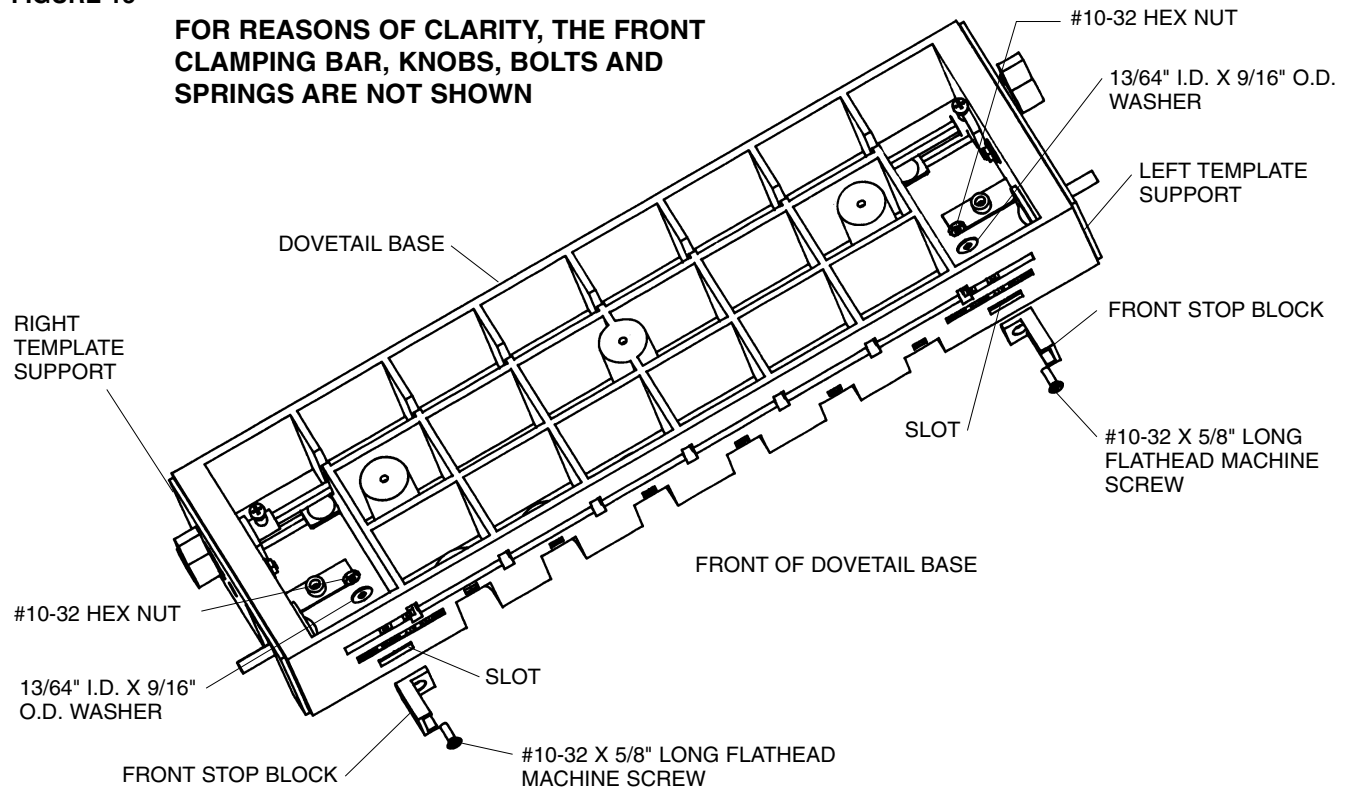 FOR REASONS OF CLARITY, THE FRONT
CLAMPING BAR, KNOBS, BOLTS AND
SPRINGS ARE NOT SHOWN
#10-32 HEX NUT
13/64" I.D. X 9/16" O.D.
WASHER
LEFT TEMPLATE
SUPPORT
DOVETAIL BASE
RIGHT
TEMPLATE
SUPPORT
FRONT STOP BLOCK
SLOT
#10-32 X 5/8" LONG
FLATHEAD MACHINE
SCREW
FRONT OF DOVETAIL BASE
#10-32 HEX NUT
13/64" I.D. X 9/16"
O.D. WASHER
SLOT
FRONT STOP BLOCK
#10-32 X 5/8" LONG FLATHEAD
MACHINE SCREW